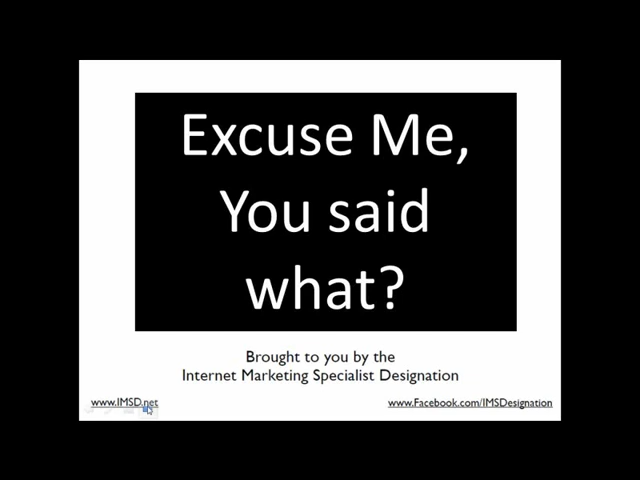 Excuse Me,
You said
what?
Brought to you by the
Internet Marketing Specialist Designation
www.IMSD.net
www.Facebook.com/IMSDesignation